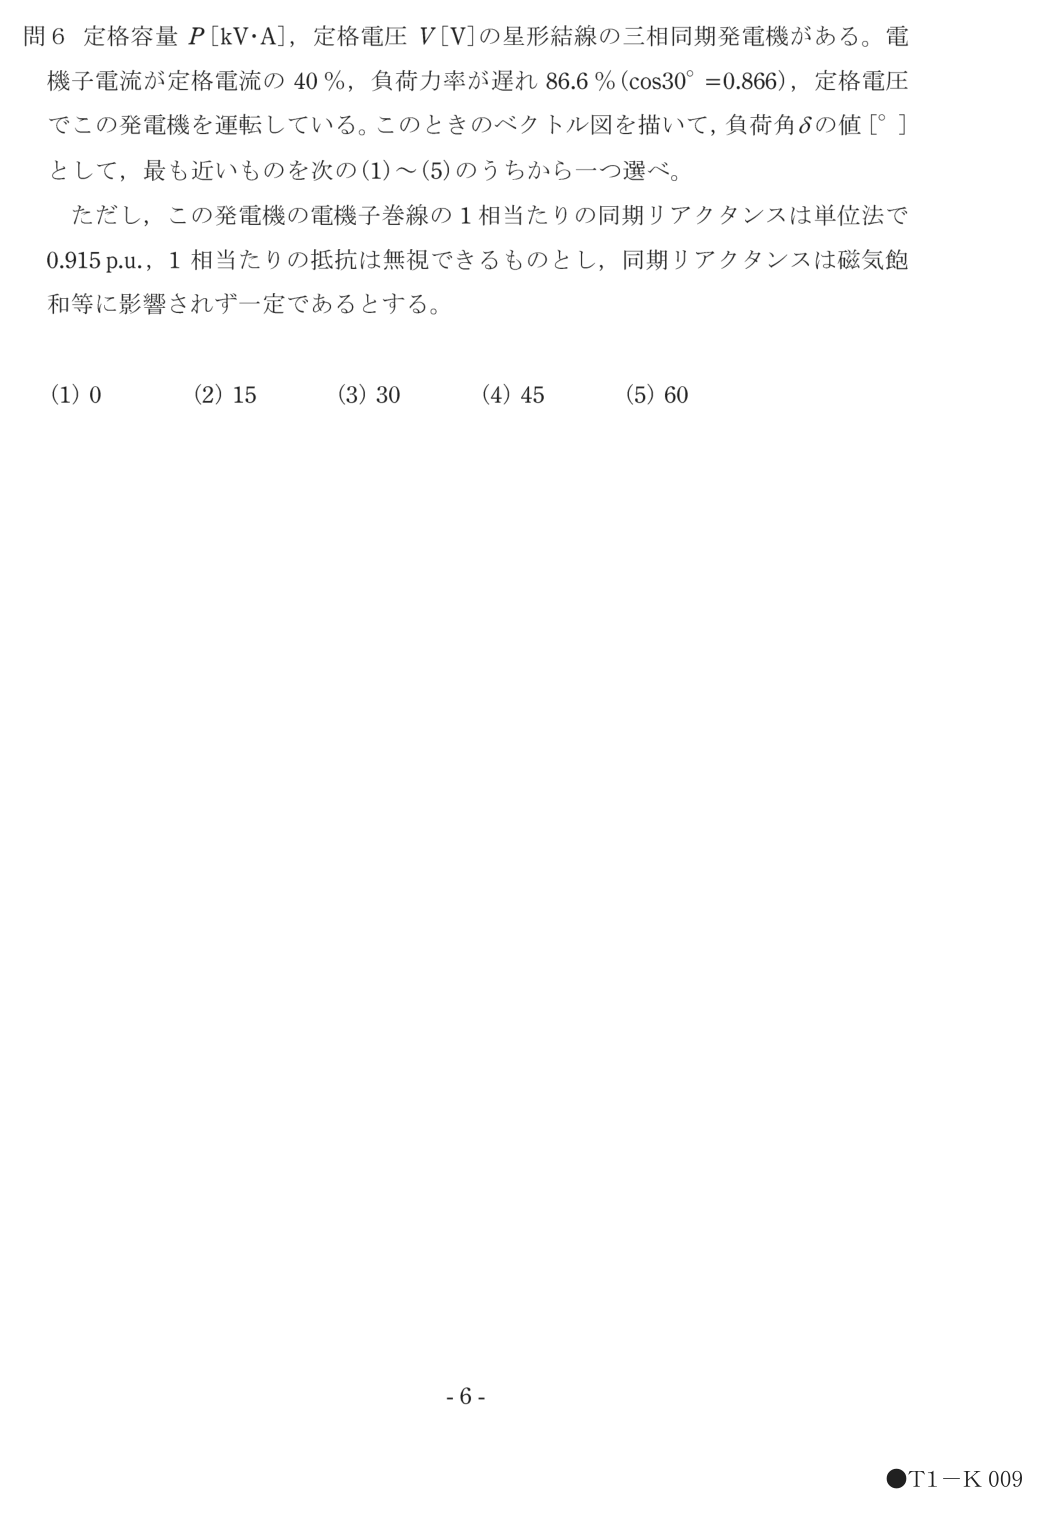 問６ 定格容量 P［kV・A］，定格電圧 V［V］の星形結線の三相同期発電機がある。電
機子電流が定格電流の 40 ％，負荷力率が遅れ 86.6 ％（cos30°=0.866），定格電圧
でこの発電機を運転している。このときのベクトル図を描いて，負荷角δの値［°］
として，最も近いものを次の(1)～(5)のうちから一つ選べ。
ただし，この発電機の電機子巻線の 1 相当たりの同期リアクタンスは単位法で
0.915 p.u.，1 相当たりの抵抗は無視できるものとし，同期リアクタンスは磁気飽
和等に影響されず一定であるとする。
(1) 0 (2) 15 (3) 30 (4) 45 (5) 60
- 6 -
●T1－K 009